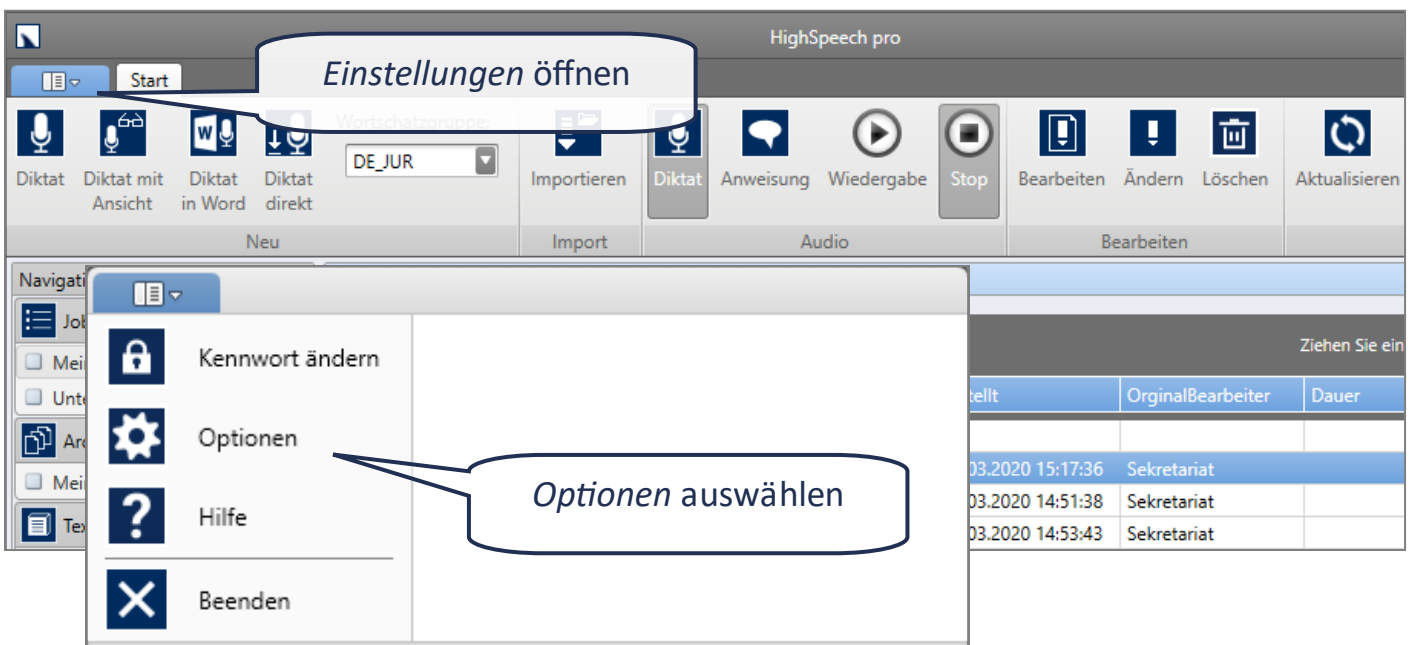 HighSpeech pro
Einstellungen öffnen
Start
Wortschatzgruppe:
DE_JUR
Diktat
Diktat mit
Ansicht
Diktat
in Word
Diktat
direkt
Importieren
Diktat
Anweisung
Wiedergabe
Stop
Bearbeiten
Ändern
Löschen
Aktualisieren
Neu
Import
Audio
Bearbeiten
Kennwort ändern
Optionen
Hilfe
Beenden
Optionen auswählen
Ziehen Sie ein
OrginalBearbeiter
Dauer
03.2020 15:17:36 Sekretariat
03.2020 14:51:38 Sekretariat
03.2020 14:53:43 Sekretariat